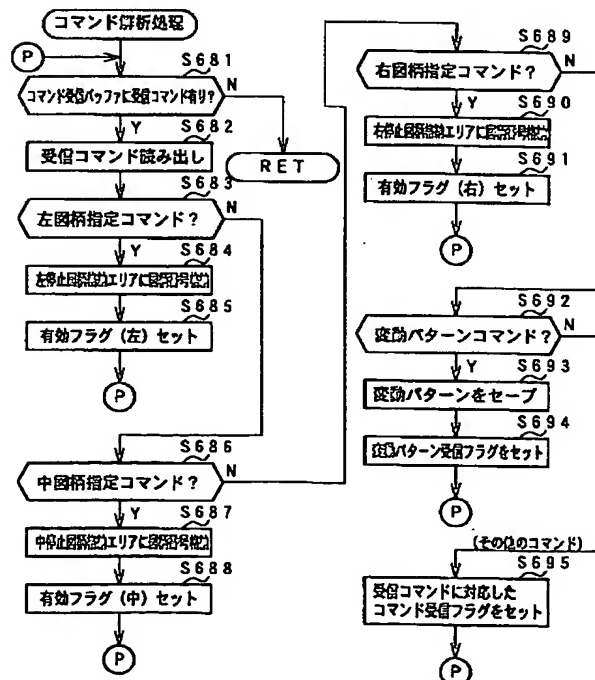 コマンド解析処理
P
S681
コマンド受信バッファに受信コマンド有り?
N
Y
S682
受信コマンド読み出し
RET
S683
左図柄指定コマンド?
N
Y
S684
左停止図柄格納エリアに図柄番号格納
S685
有効フラグ(左)セット
P
S686
中図柄指定コマンド?
N
Y
S687
中停止図柄格納エリアに図柄番号格納
S688
有効フラグ(中)セット
P
S689
右図柄指定コマンド?
N
Y
S690
右停止図柄格納エリアに図柄番号格納
S691
有効フラグ(右)セット
P
S692
変動パターンコマンド?
N
Y
S693
変動パターンをセーブ
S694
変動パターン受信フラグをセット
P
(その他のコマンド)
S695
受信コマンドに対応した
コマンド受信フラグをセット
P